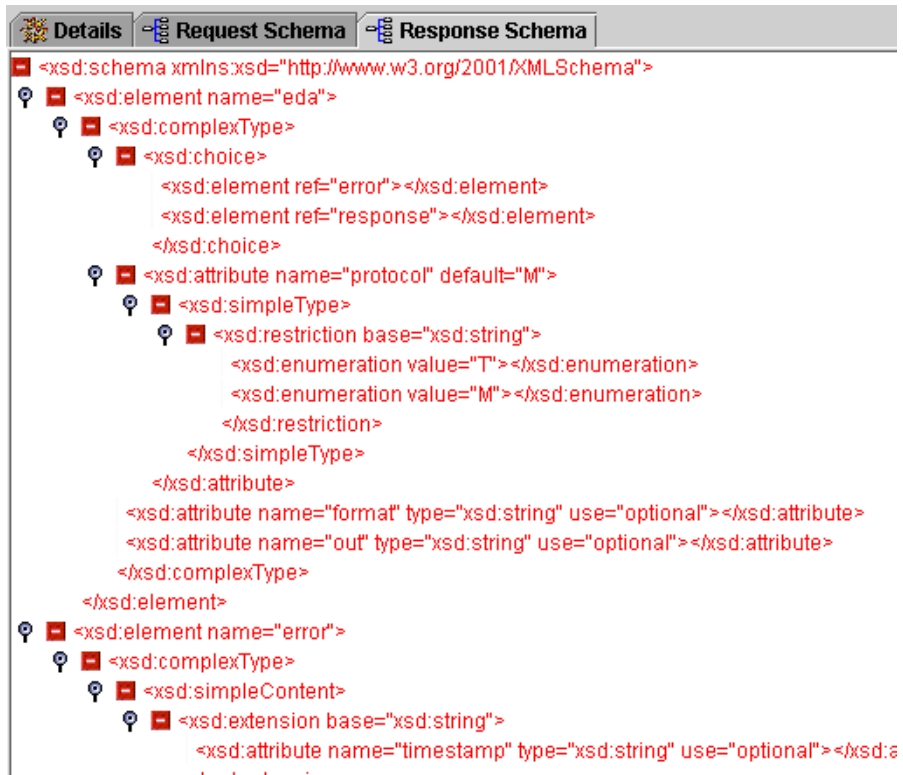 Details Request Schema Response Schema
<xsd:schema xmlns:xsd="http://www.w3.org/2001/XMLSchema">
<xsd:element name="eda">
<xsd:complexType>
<xsd:choice>
<xsd:element ref="error"></xsd:element>
<xsd:element ref="response"></xsd:element>
</xsd:choice>
<xsd:attribute name="protocol" default="M">
<xsd:simpleType>
<xsd:restriction base="xsd:string">
<xsd:enumeration value="T"></xsd:enumeration>
<xsd:enumeration value="M"></xsd:enumeration>
</xsd:restriction>
</xsd:simpleType>
</xsd:attribute>
<xsd:attribute name="format" type="xsd:string" use="optional"></xsd:attribute>
<xsd:attribute name="out" type="xsd:string" use="optional"></xsd:attribute>
</xsd:complexType>
</xsd:element>
<xsd:element name="error">
<xsd:complexType>
<xsd:simpleContent>
<xsd:extension base="xsd:string">
<xsd:attribute name="timestamp" type="xsd:string" use="optional"></xsd:a